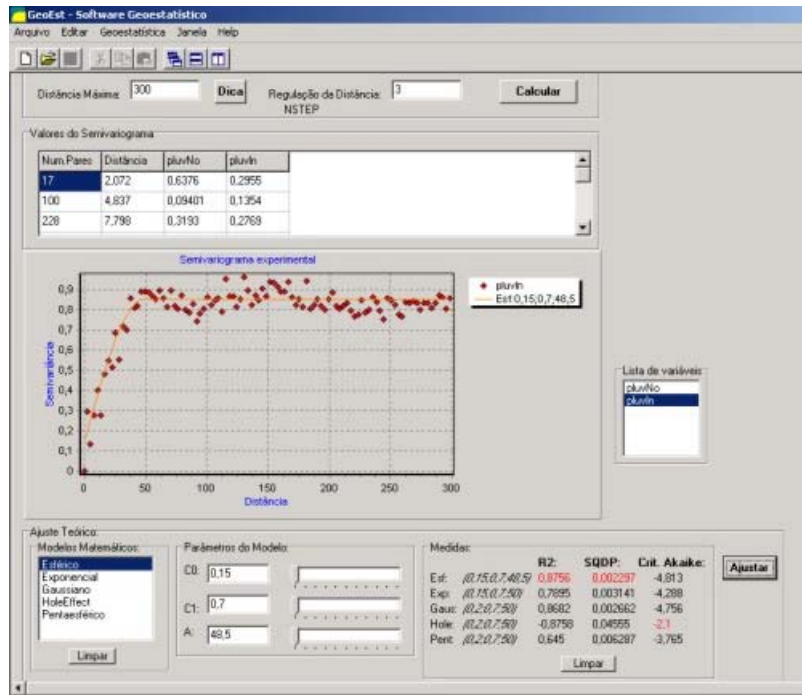 GeoEst - Software Geoestatístico
Arquivo Editar Geoestatística Janela Help
Distância Máxima: 300 Dica Regulação da Distância: 3 Calcular
NSTEP
Valores do Semivariograma
Num.Pares Distância pluvNo pluvIn
17 2,072 0,6376 0,2955
100 4,837 0,09401 0,1354
228 7,798 0,3193 0,2769
Semivariograma experimental
0,9
0,8
0,7
0,6
0,5
0,4
0,3
0,2
0,1
0
Semivariância
0 50 100 150 200 250 300
Distância
pluvIn
Esf:0,15;0,7;48,5
Lista de variáveis
pluvNo
pluvIn
Ajuste Teórico:
Modelos Matemáticos:
Esférico
Exponencial
Gaussiano
HoleEffect
Pentaesférico
Limpar
Parâmetros do Modelo:
C0: 0,15
C1: 0,7
A: 48,5
Medidas:
R2: SQDP: Crit. Akaike:
Esf: (0,15;0,7;48,5) 0,8756 0,002297 -4,813
Exp: (0,15;0,7;50) 0,7895 0,003141 -4,288
Gaus: (0,2;0,7;50) 0,8682 0,002662 -4,756
Hole: (0,2;0,7;50) -0,8758 0,04555 -2,1
Pent: (0,2;0,7;50) 0,645 0,006287 -3,765
Limpar
Ajustar